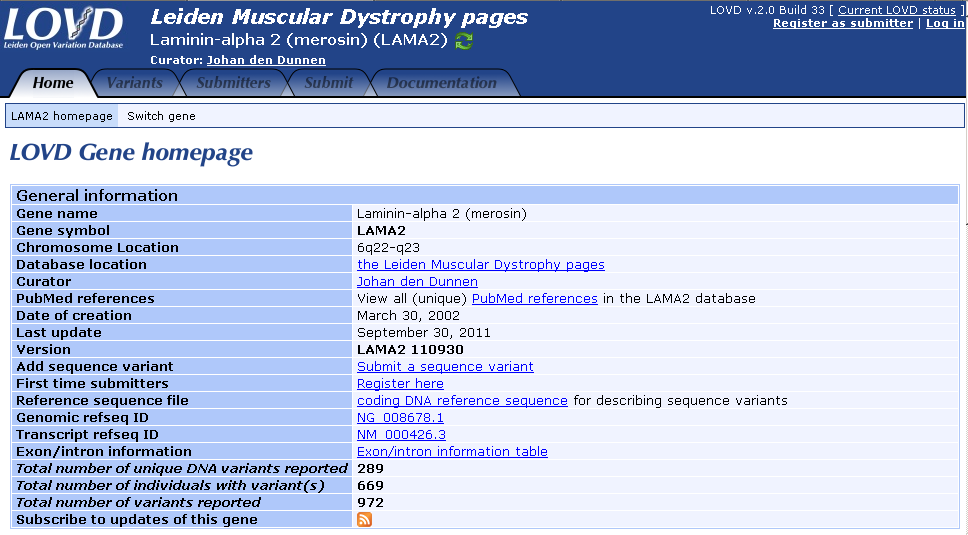 LOVD
Leiden Open Variation Database
Leiden Muscular Dystrophy pages
Laminin-alpha 2 (merosin) (LAMA2)
Curator: Johan den Dunnen
LOVD v.2.0 Build 33 [ Current LOVD status ]
Register as submitter | Log in
Home Variants Submitters Submit Documentation
LAMA2 homepage Switch gene
LOVD Gene homepage
General information
Gene name Laminin-alpha 2 (merosin)
Gene symbol LAMA2
Chromosome Location 6q22-q23
Database location the Leiden Muscular Dystrophy pages
Curator Johan den Dunnen
PubMed references View all (unique) PubMed references in the LAMA2 database
Date of creation March 30, 2002
Last update September 30, 2011
Version LAMA2 110930
Add sequence variant Submit a sequence variant
First time submitters Register here
Reference sequence file coding DNA reference sequence for describing sequence variants
Genomic refseq ID NG_008678.1
Transcript refseq ID NM_000426.3
Exon/intron information Exon/intron information table
Total number of unique DNA variants reported 289
Total number of individuals with variant(s) 669
Total number of variants reported 972
Subscribe to updates of this gene